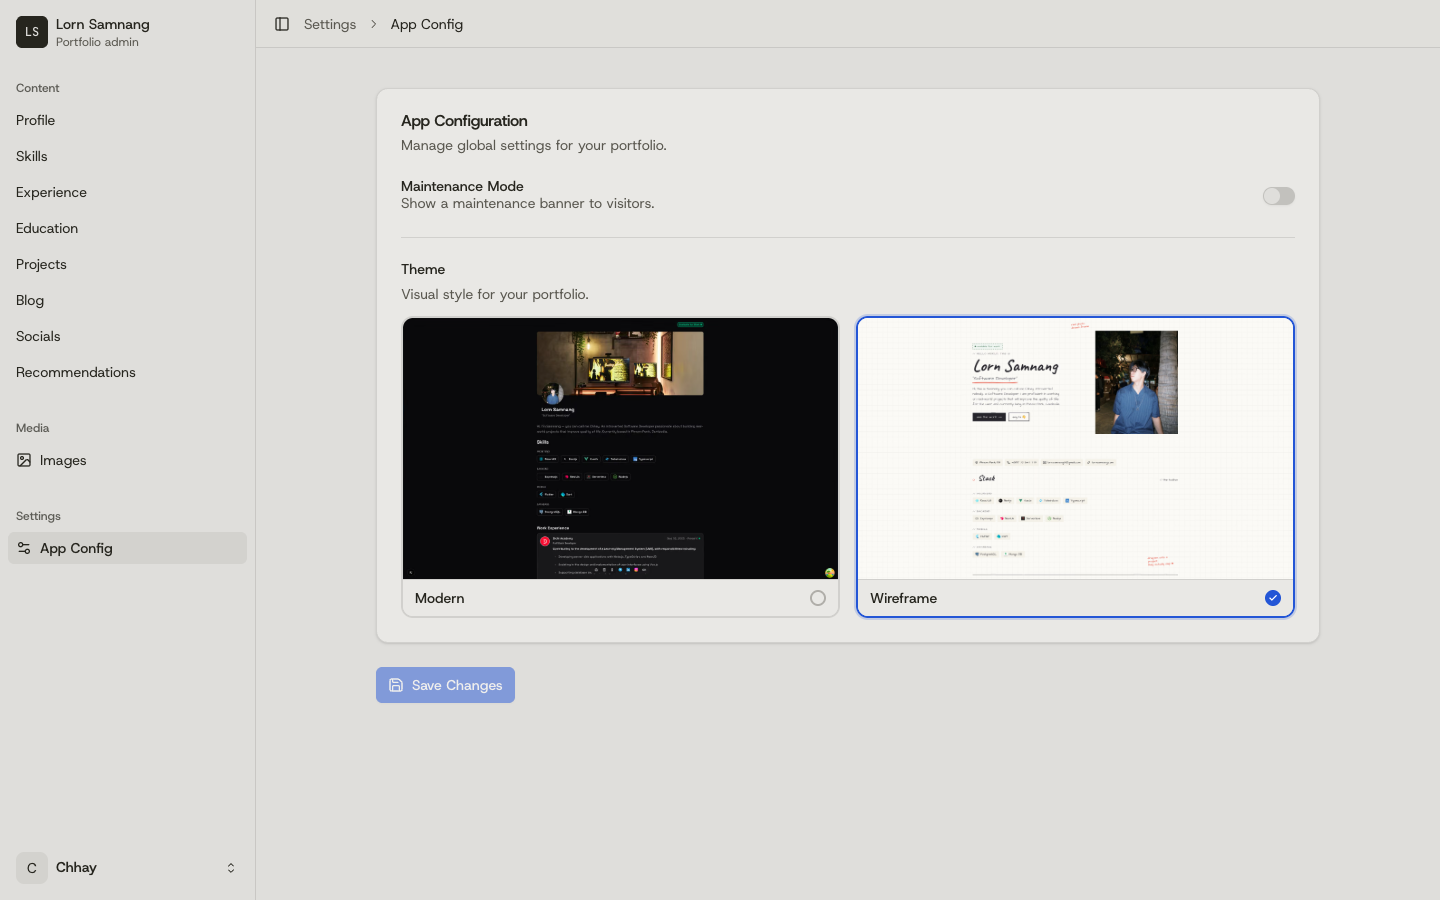 LS
Lorn Samnang
Portfolio admin
Content
Profile
Skills
Experience
Education
Projects
Blog
Socials
Recommendations
Media
Images
Settings
App Config
C
Chhay
Settings
App Config
App Configuration
Manage global settings for your portfolio.
Maintenance Mode
Show a maintenance banner to visitors.
Theme
Visual style for your portfolio.
Lorn Samnang
Skills
Work Experience
Modern
Lorn Samnang
Stack
Wireframe
Save Changes